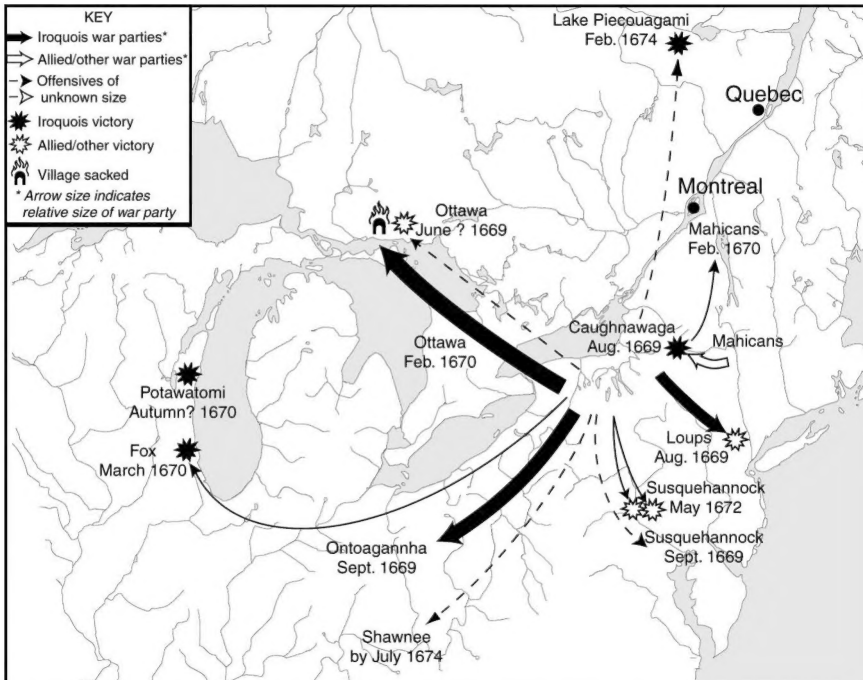 KEY
Iroquois war parties*
Allied/other war parties*
Offensives of
unknown size
Iroquois victory
Allied/other victory
Village sacked
* Arrow size indicates
relative size of war party
Lake Piecouagami
Feb. 1674
Quebec
Montreal
Mahicans
Feb. 1670
Ottawa
June ? 1669
Ottawa
Feb. 1670
Caughnawaga
Aug. 1669
Mahicans
Potawatomi
Autumn? 1670
Fox
March 1670
Loups
Aug. 1669
Susquehannock
May 1672
Susquehannock
Sept. 1669
Ontoagannha
Sept. 1669
Shawnee
by July 1674